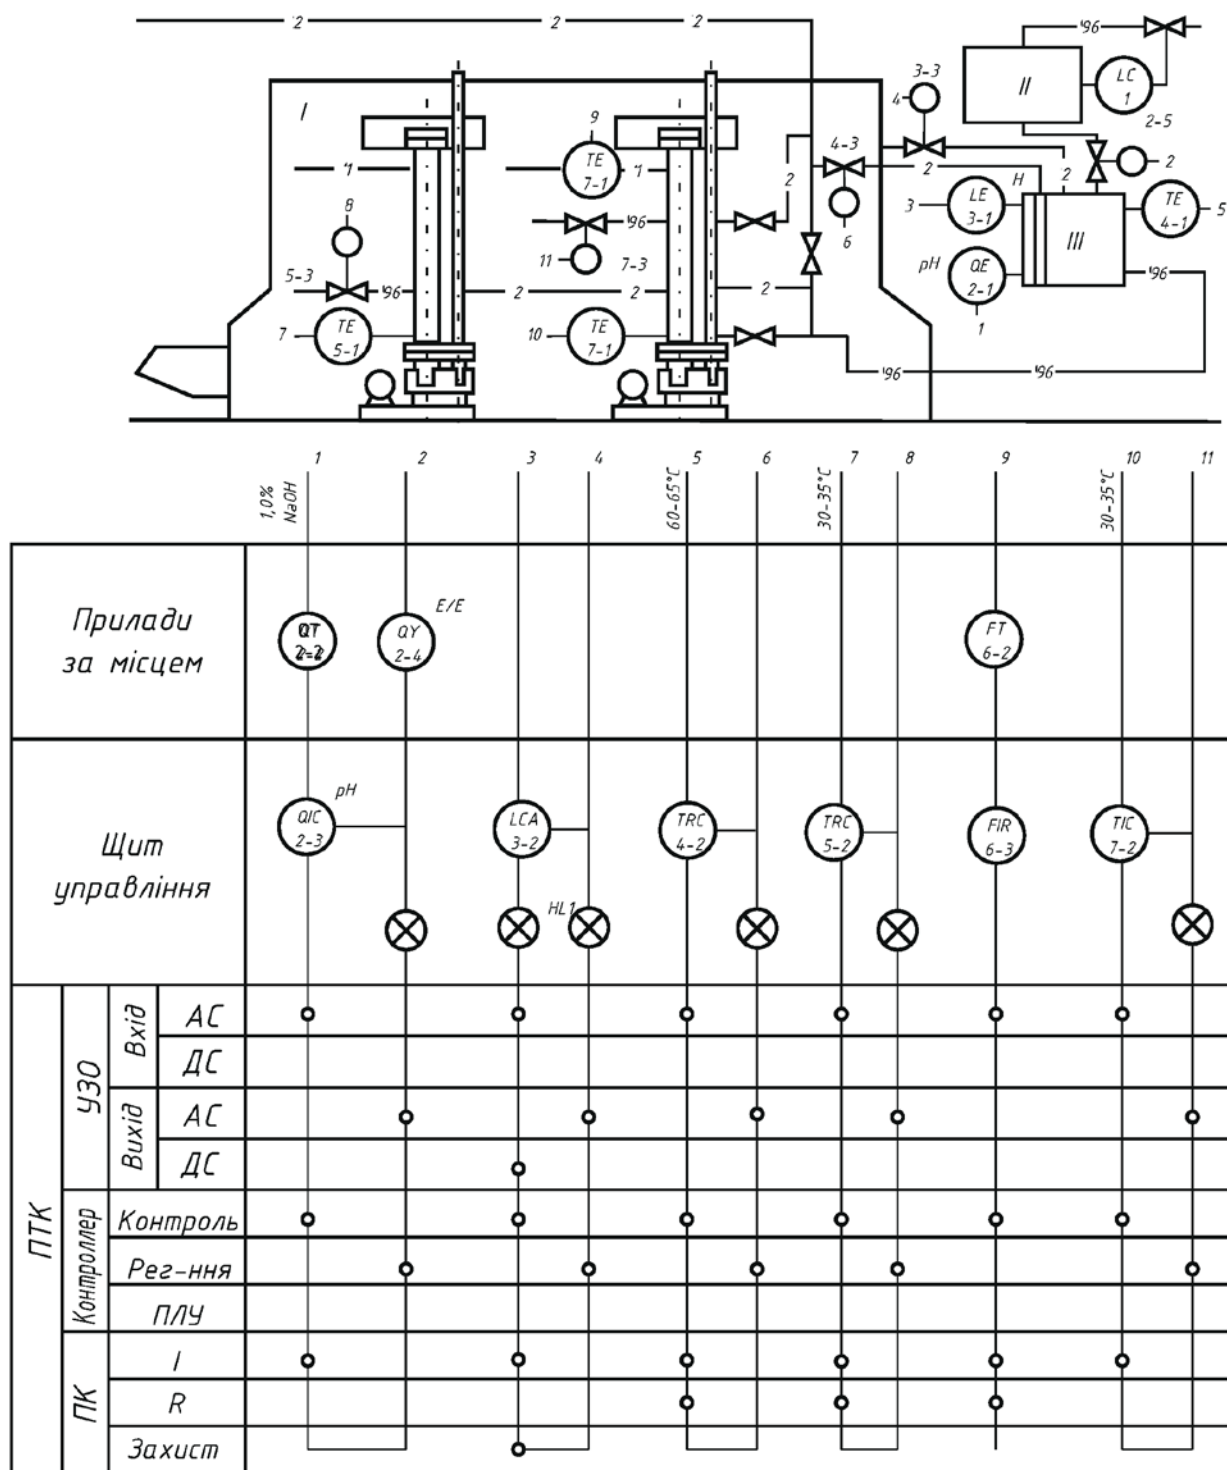 2 2 2 '96
I
II
LC
1
2-5
3-3
4
9
TE
7-1
'1 '1
4-3
2 2 2
2
H
3
LE
3-1
III
TE
4-1
5
8
'96
11
7-3
6
pH
QE
2-1
1
'96
5-3
'96 2 2 2
7
TE
5-1
10
TE
7-1
'96 '96
1 2 3 4 5 6 7 8 9 10 11
1,0%
NaOH
60-65°C
30-35°C
30-35°C
Прилади
за місцем
QT
QY
2-4
E/E
FT
6-2
Щит
управління
QIC
2-3
pH
LCA
3-2
TRC
4-2
TRC
5-2
FIR
6-3
TIC
7-2
HL1
ПТК
УЗО
Вхід
АС
ДС
Вихід
АС
ДС
Контроллер
Контроль
Рег-ння
ПЛУ
ПК
I
R
Захист